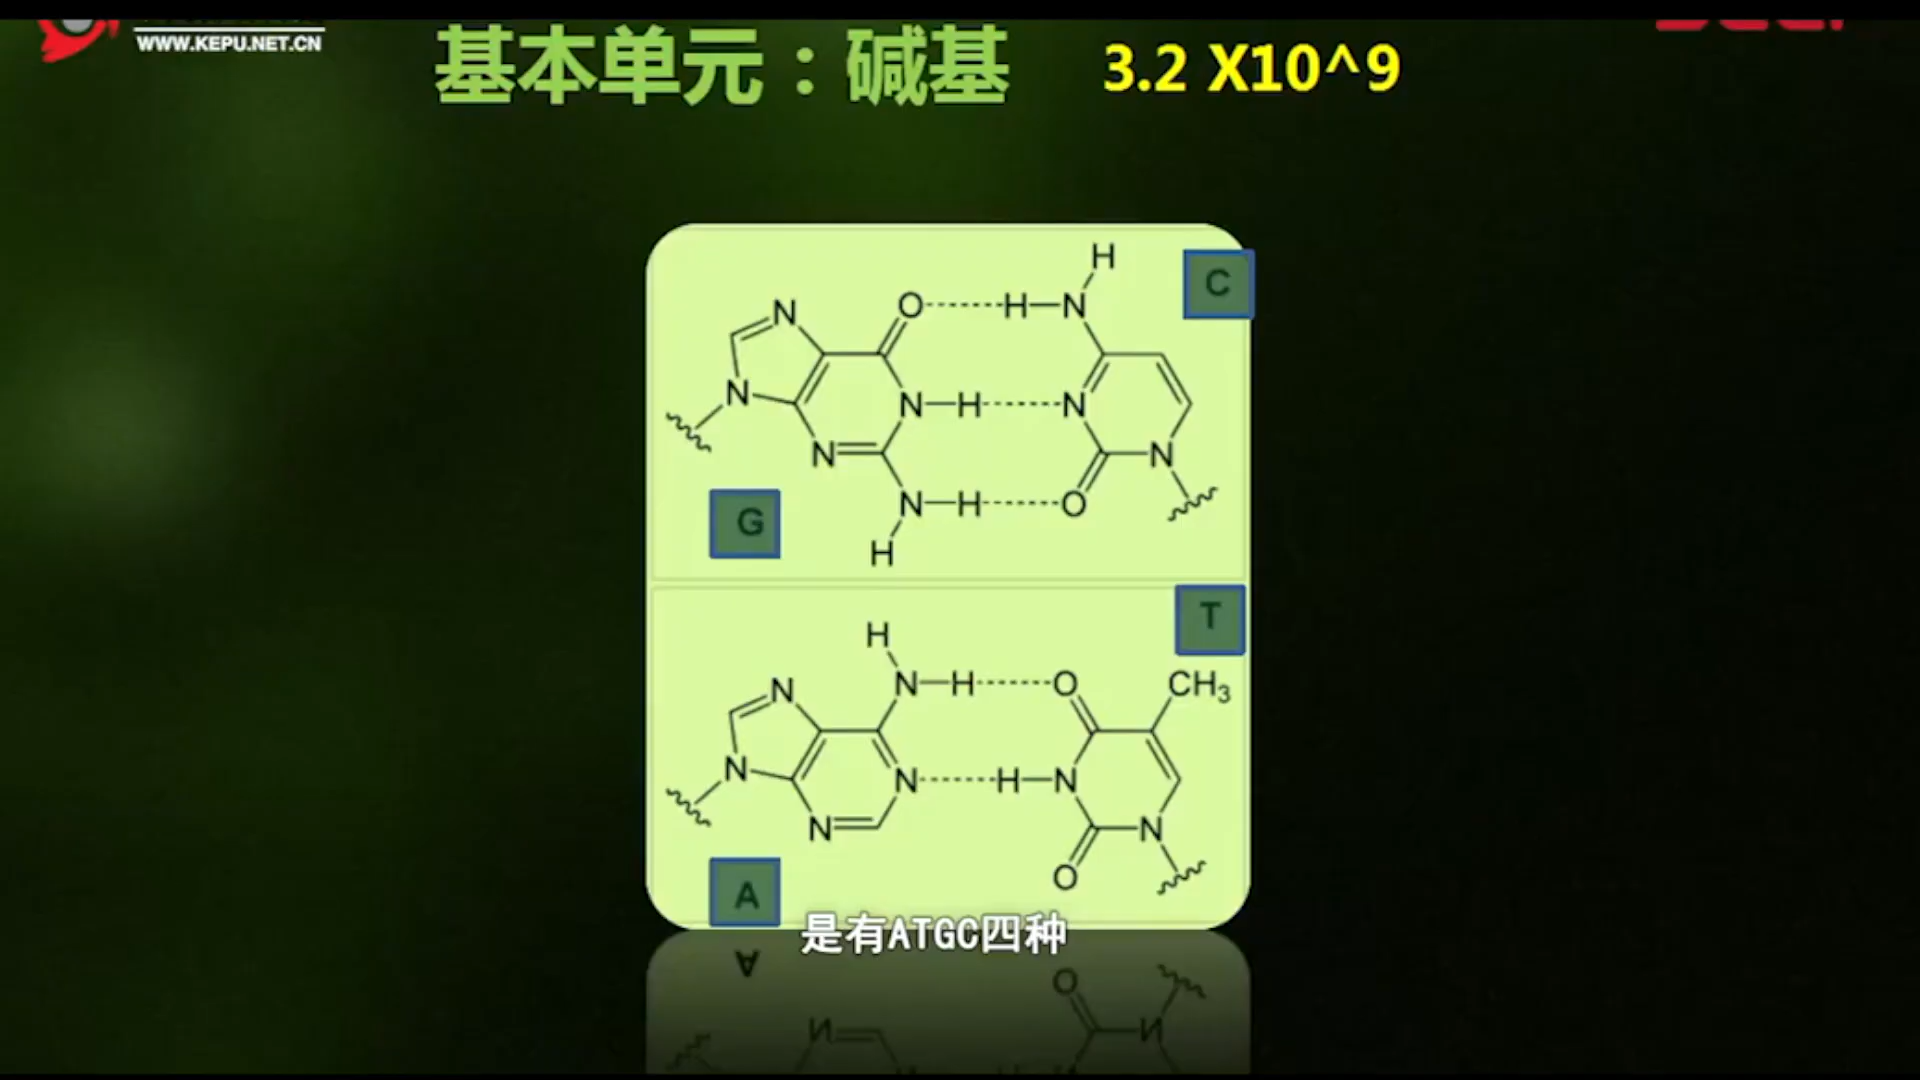 WWW.KEPU.NET.CN
基本单元：碱基 3.2 X10^9
H
C
O H N
N
N H N
N
N N
N H O
G
H
T
H
N H O CH3
N
N
N H N
N N
O
A
是有ATGC四种